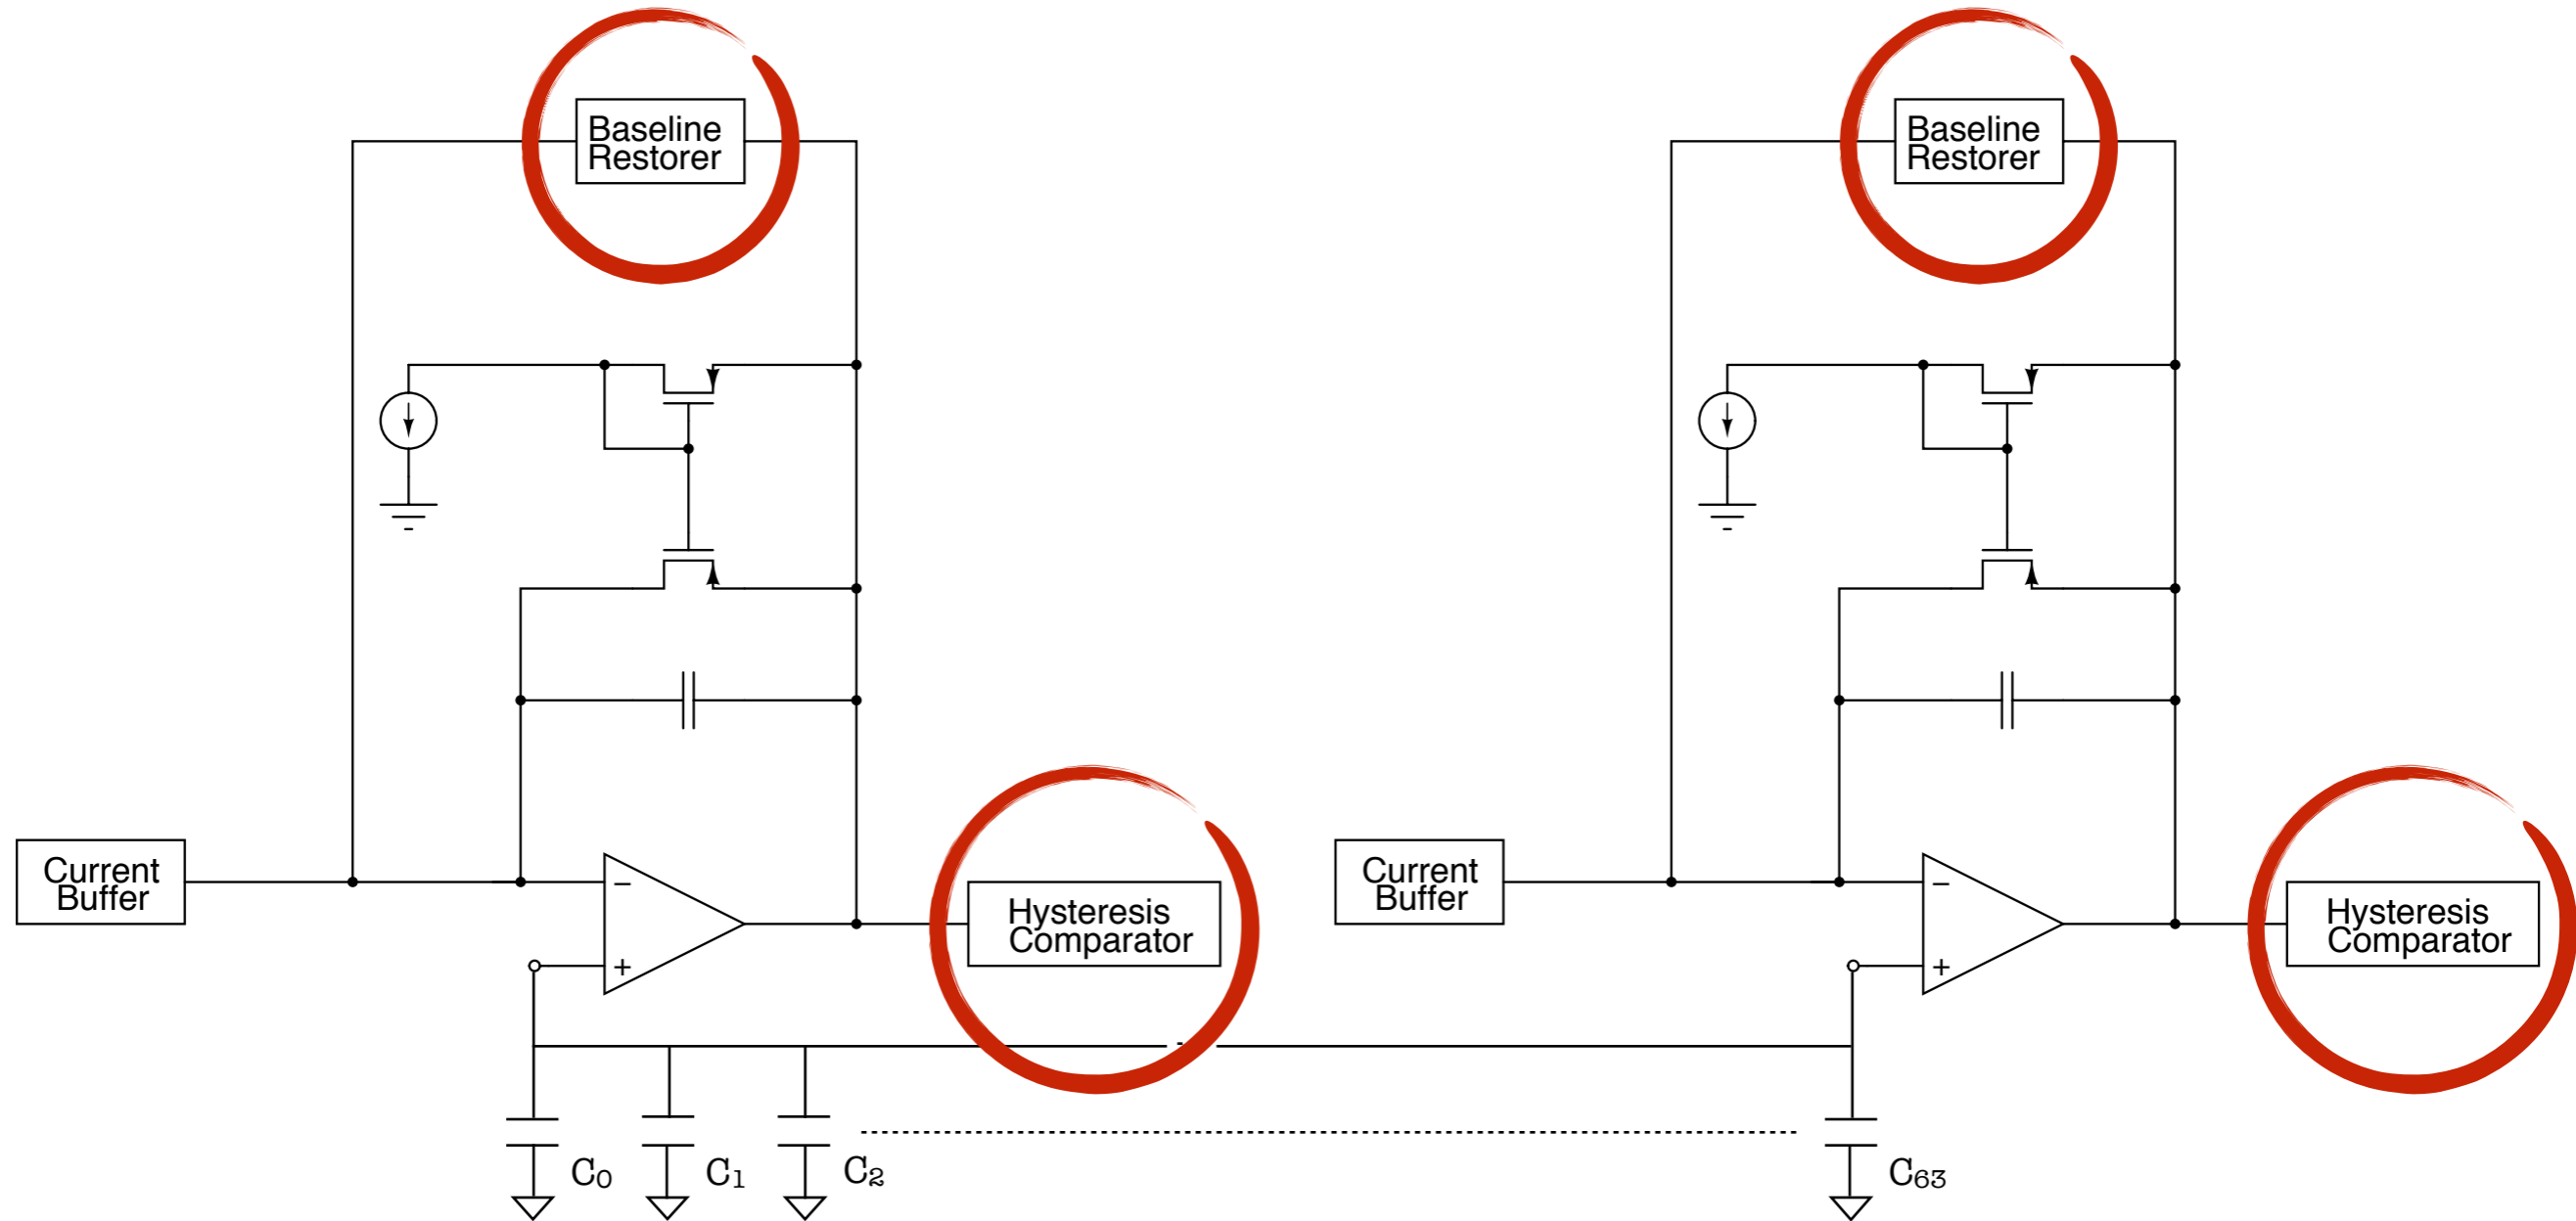 Baseline
Restorer
Baseline
Restorer
Current
Buffer
−
+
Hysteresis
Comparator
Current
Buffer
−
+
Hysteresis
Comparator
C0
C1
C2
C63